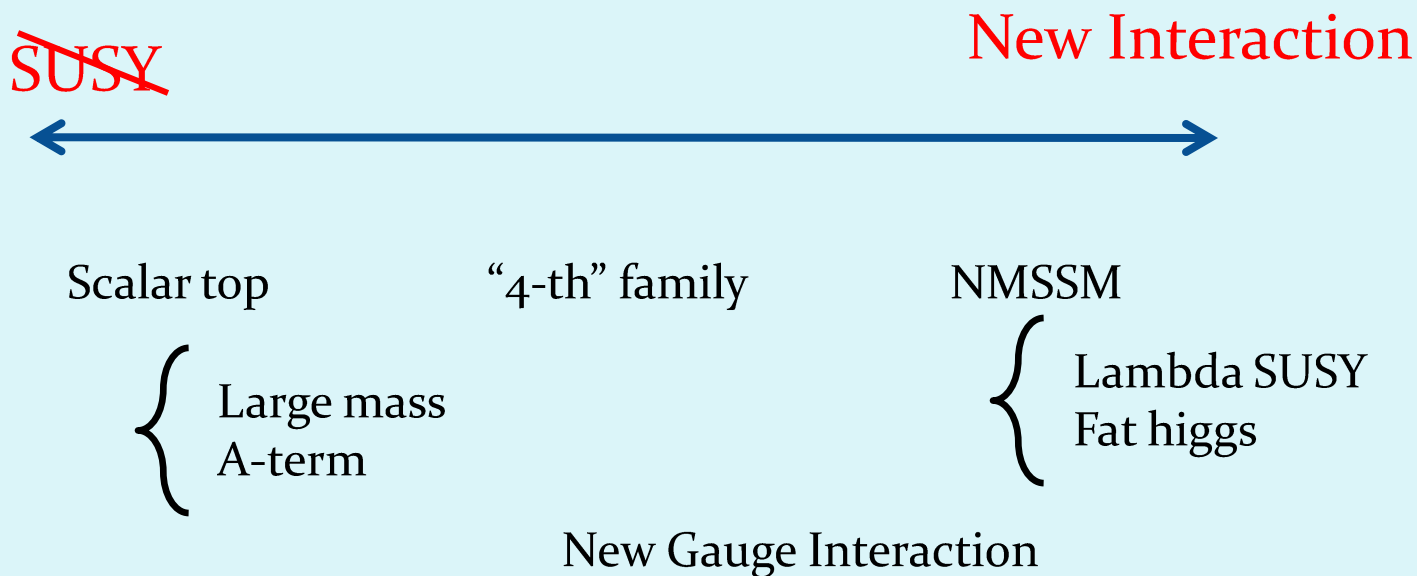 SUSY
New Interaction
Scalar top
“4-th” family
NMSSM
Large mass
A-term
Lambda SUSY
Fat higgs
New Gauge Interaction